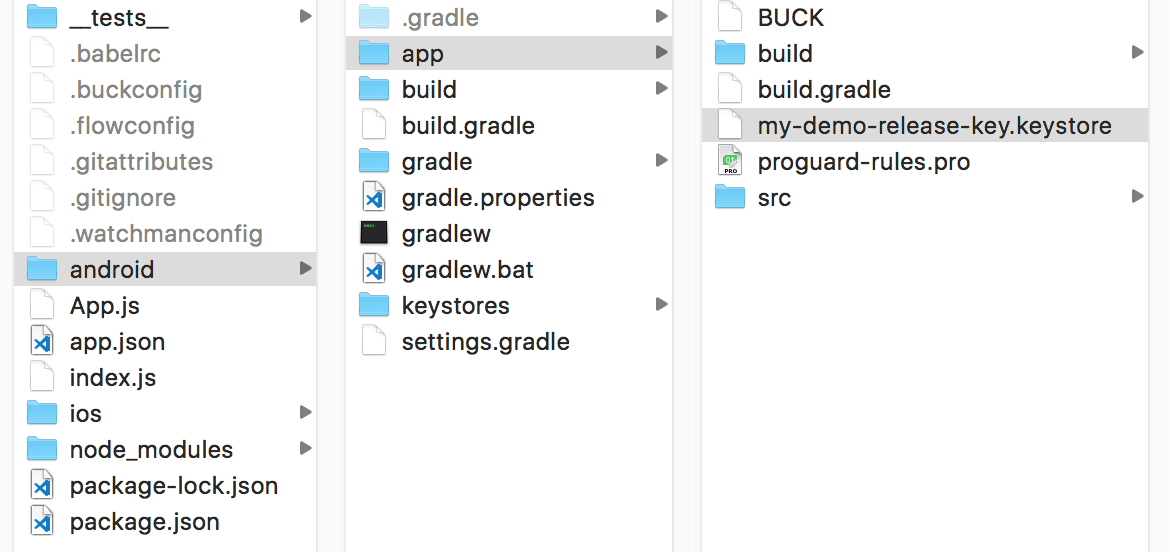 __tests__
.babelrc
.buckconfig
.flowconfig
.gitattributes
.gitignore
.watchmanconfig
android
App.js
app.json
index.js
ios
node_modules
package-lock.json
package.json
.gradle
app
build
build.gradle
gradle
gradle.properties
gradlew
gradlew.bat
keystores
settings.gradle
BUCK
build
build.gradle
my-demo-release-key.keystore
proguard-rules.pro
src